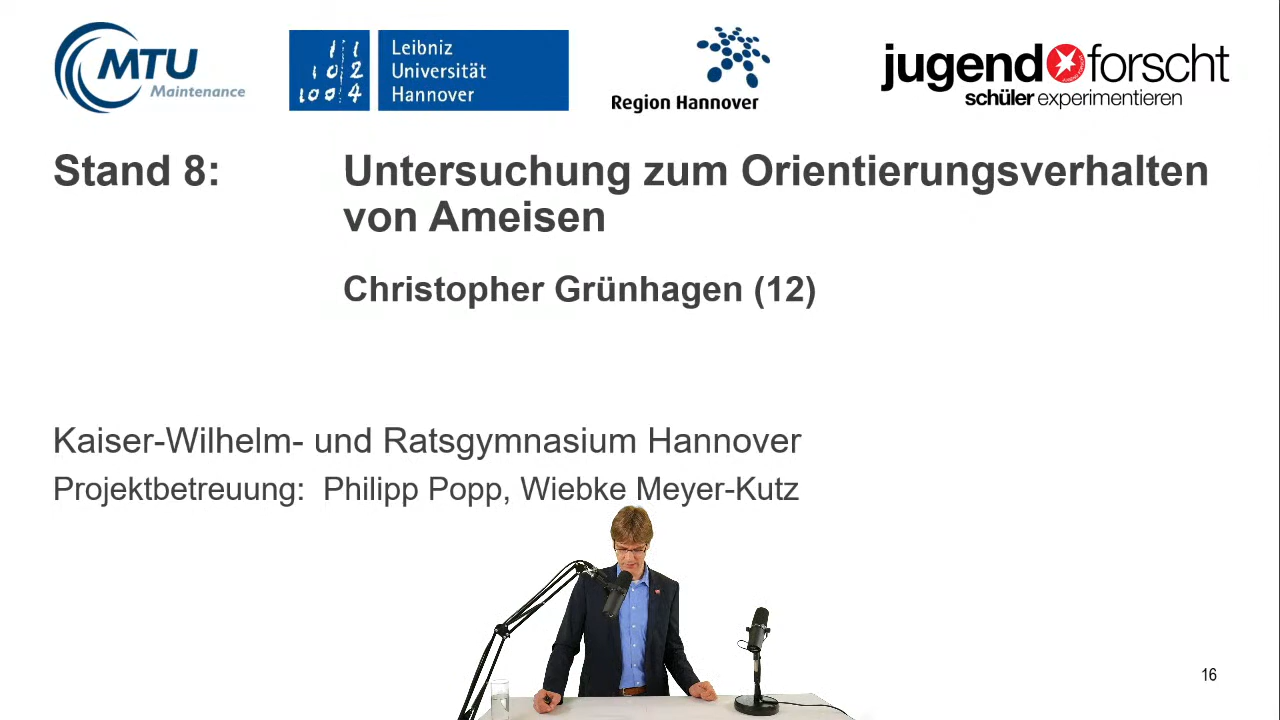 MTU
Maintenance
Leibniz
Universität
Hannover
Region Hannover
jugend forscht
schüler experimentieren
Stand 8: Untersuchung zum Orientierungsverhalten
von Ameisen
Christopher Grünhagen (12)
Kaiser-Wilhelm- und Ratsgymnasium Hannover
Projektbetreuung: Philipp Popp, Wiebke Meyer-Kutz
16